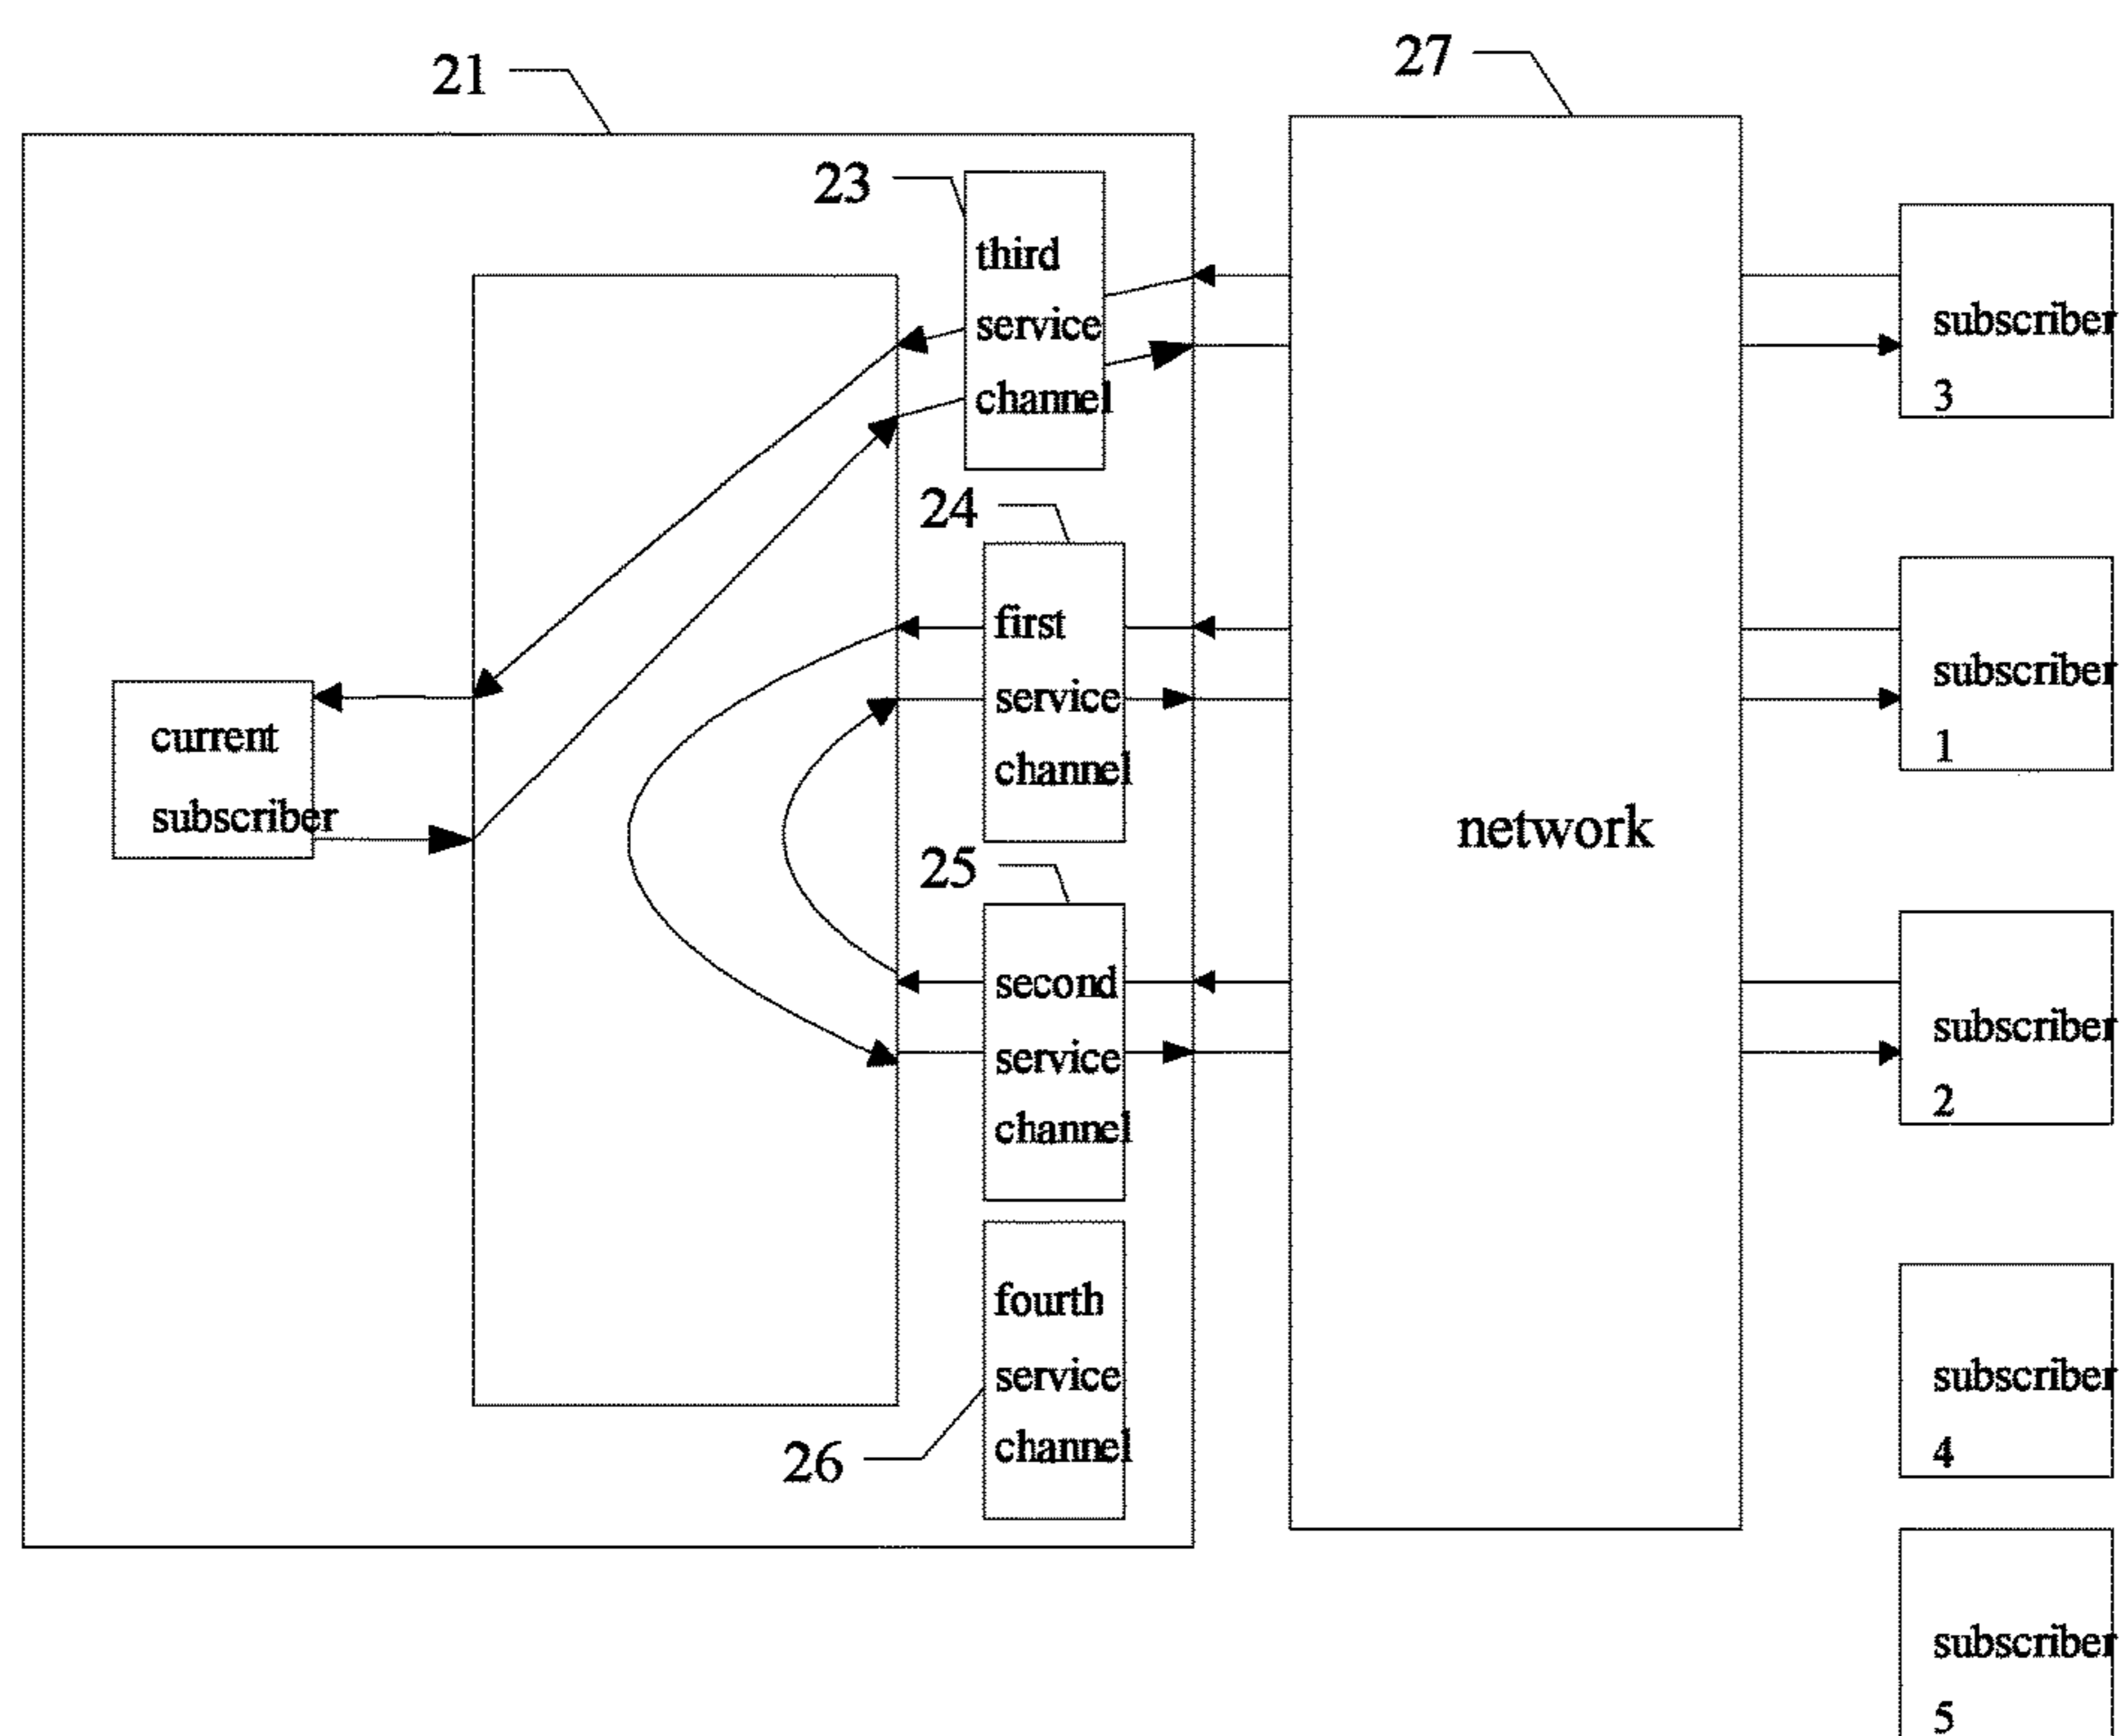 21
27
23
third
service
channel
subscriber
3
24
first
service
channel
subscriber
1
current
subscriber
network
25
second
service
channel
subscriber
2
fourth
service
channel
26
subscriber
4
subscriber
5